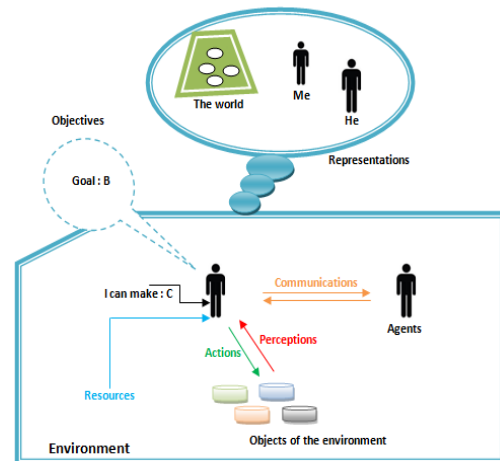 The world
Me
He
Objectives
Representations
Goal : B
Communications
I can make : C
Agents
Perceptions
Actions
Resources
Objects of the environment
Environment